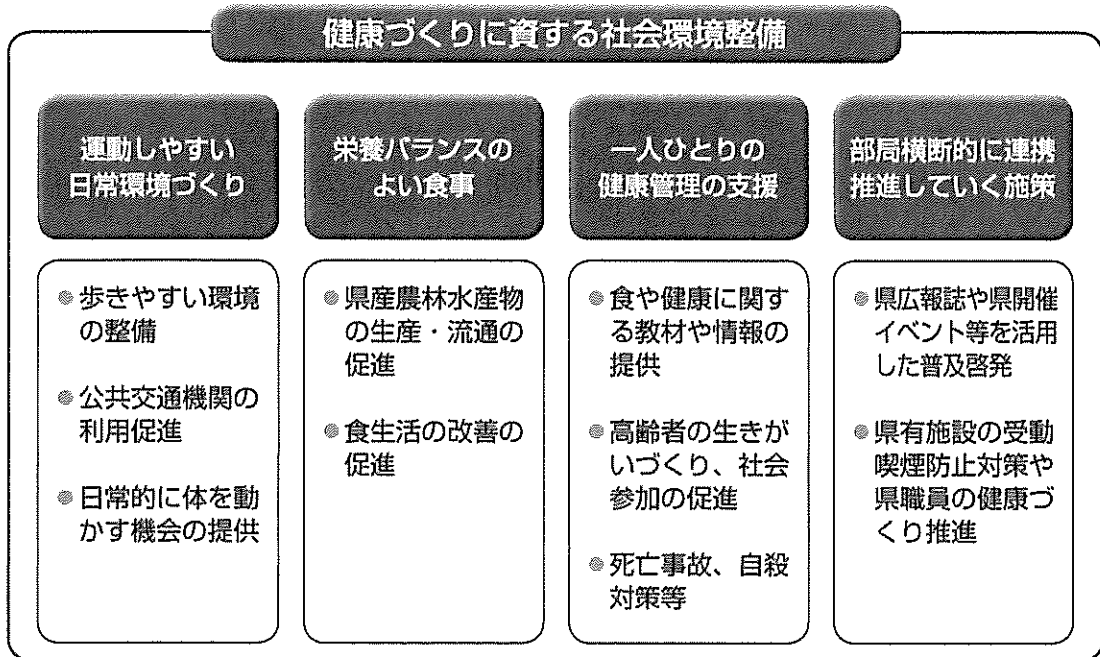 健康づくりに資する社会環境整備
運動しやすい
日常環境づくり
歩きやすい環境
の整備
公共交通機関の
利用促進
日常的に体を動
かす機会の提供
栄養バランスの
よい食事
県産農林水産物
の生産・流通の
促進
食生活の改善の
促進
一人ひとりの
健康管理の支援
食や健康に関す
る教材や情報の
提供
高齢者の生きが
いづくり、社会
参加の促進
死亡事故、自殺
対策等
部局横断的に連携
推進していく施策
県広報誌や県開催
イベント等を活用
した普及啓発
県有施設の受動
喫煙防止対策や
県職員の健康づ
くり推進